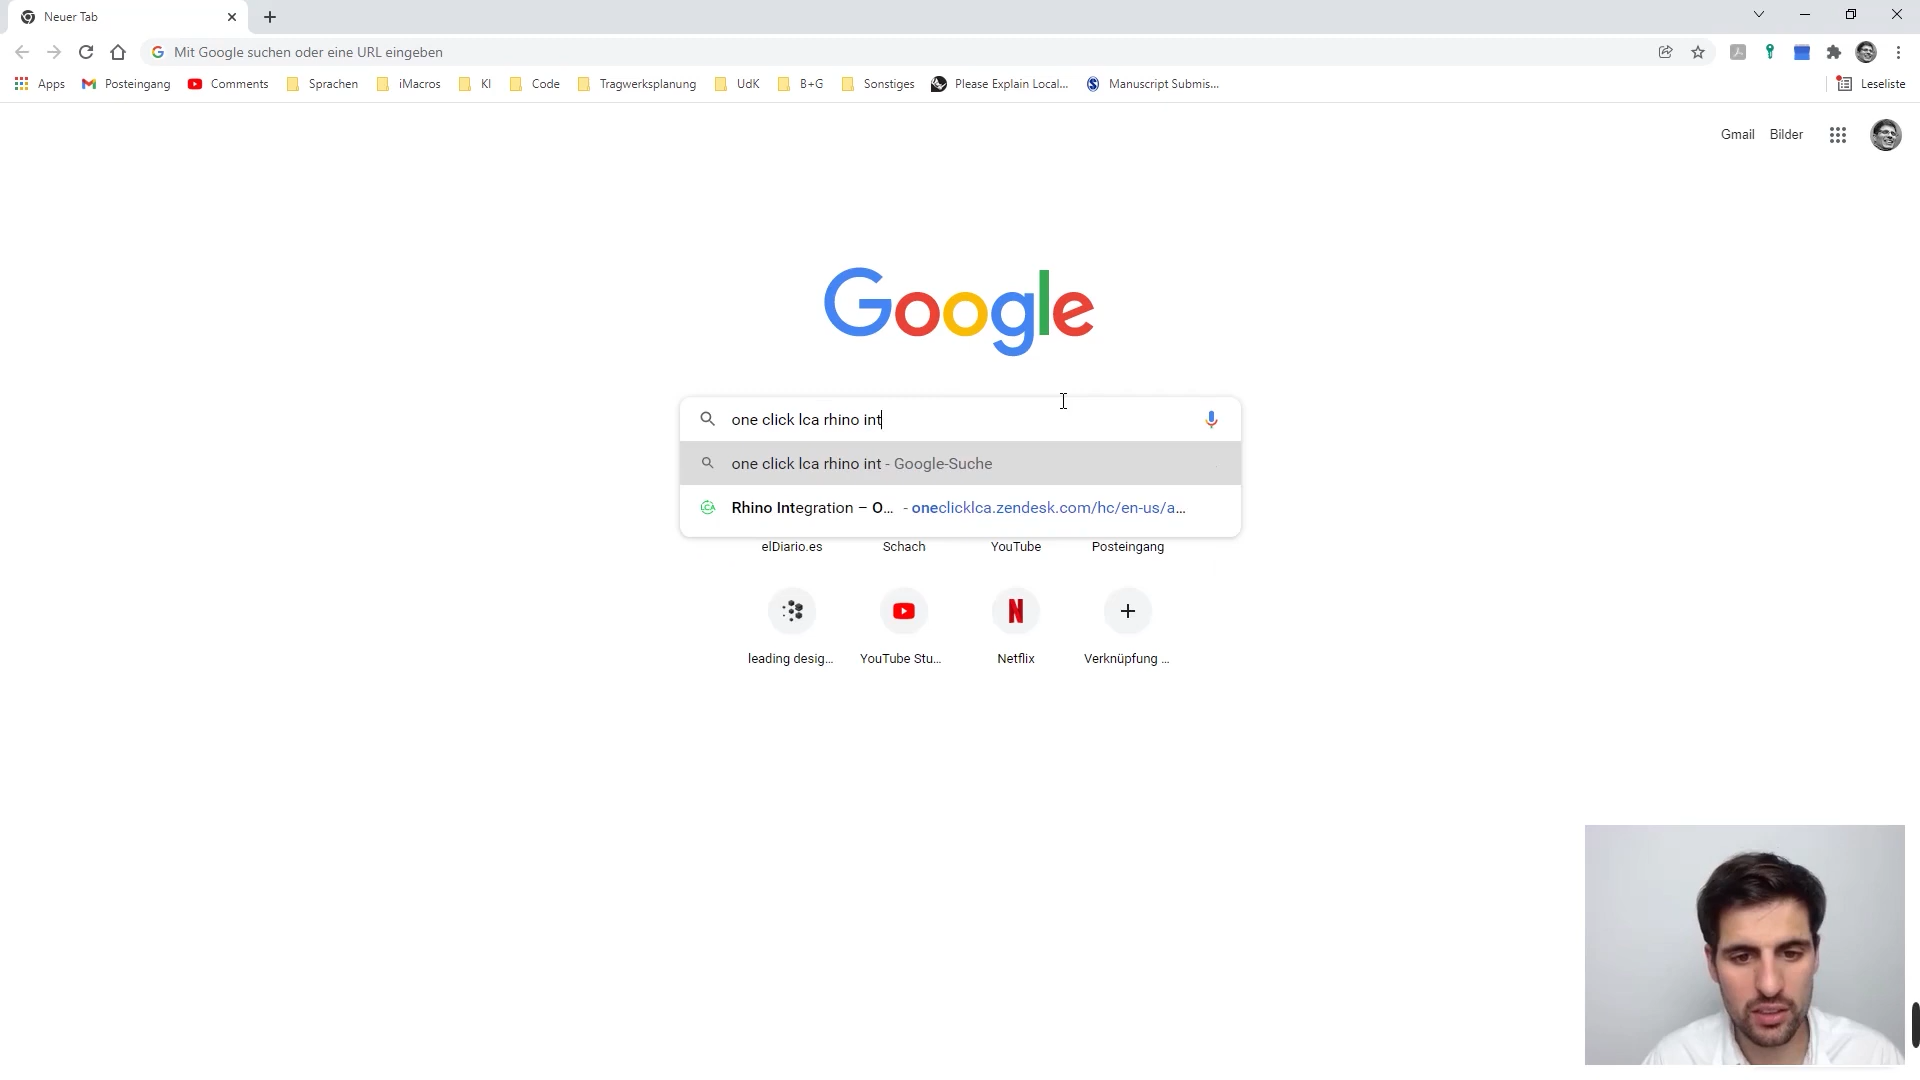 Neuer Tab
Mit Google suchen oder eine URL eingeben
Apps Posteingang Comments Sprachen iMacros KI Code Tragwerksplanung UdK B+G Sonstiges Please Explain Local... Manuscript Submis... Leseliste
Gmail Bilder
Google
one click lca rhino int
one click lca rhino int - Google-Suche
LCA Rhino Integration – O... - oneclicklca.zendesk.com/hc/en-us/a...
elDiario.es Schach YouTube Posteingang
N
leading desig... YouTube Stu... Netflix Verknüpfung ...